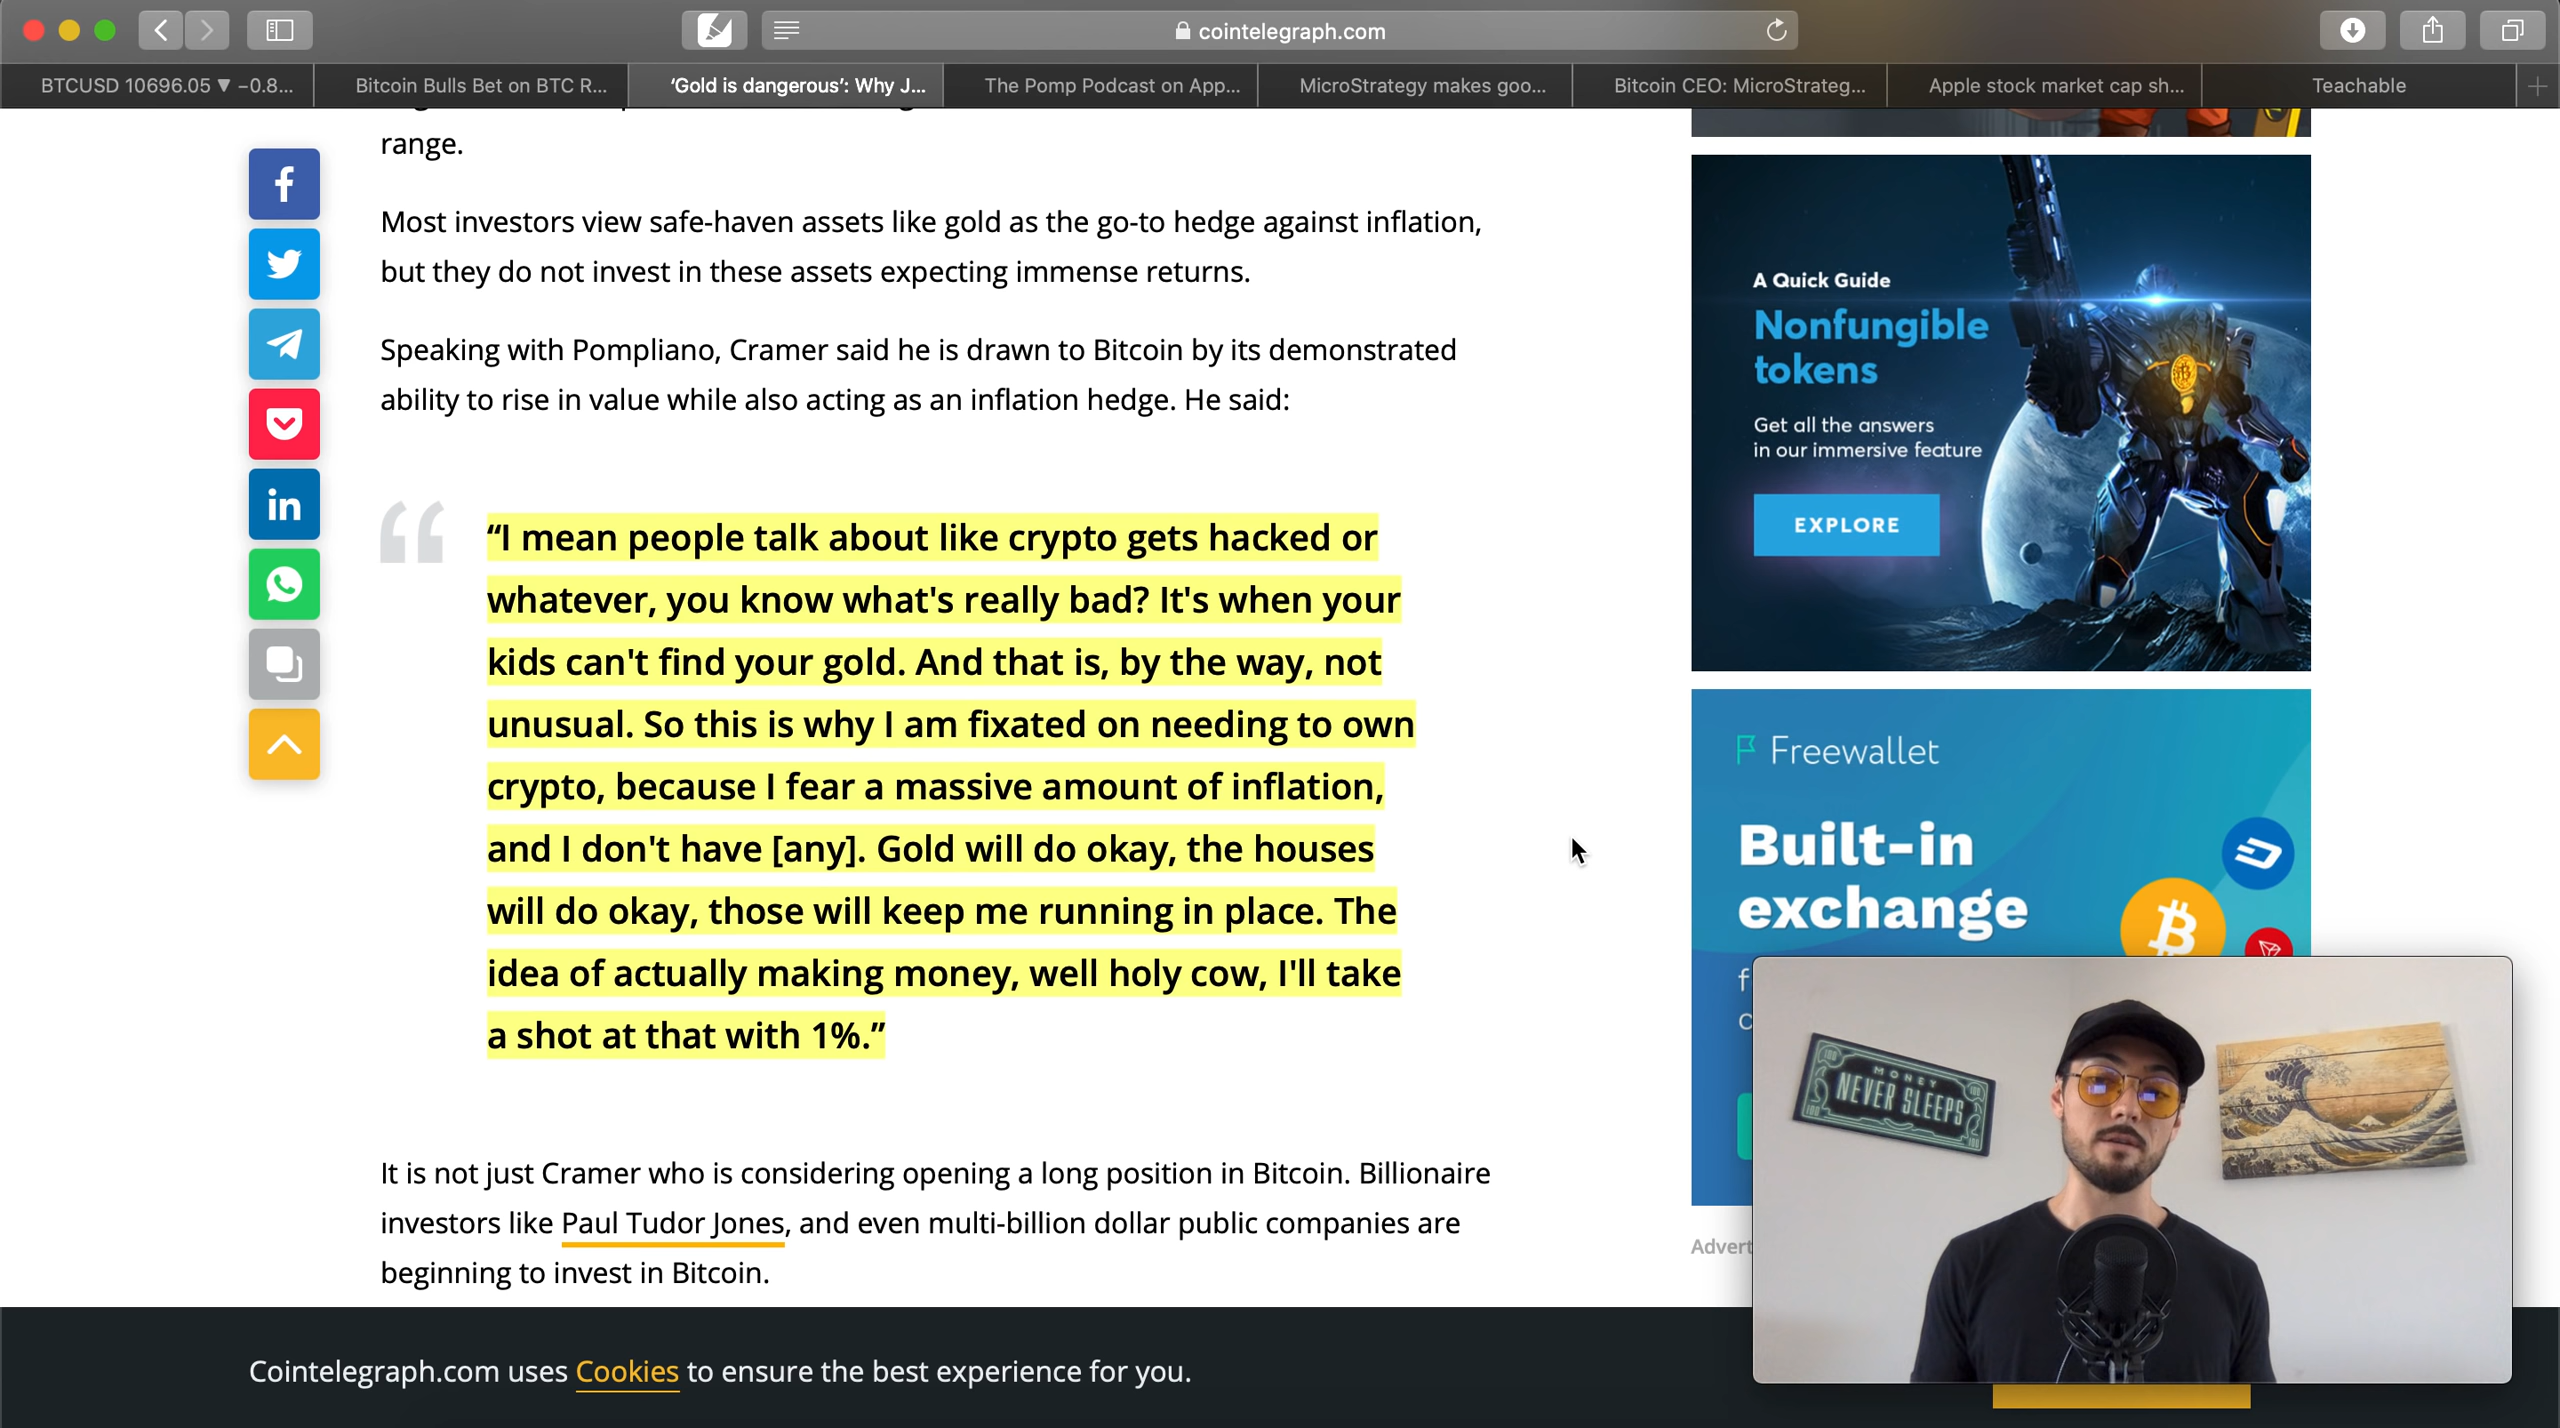 cointelegraph.com
BTCUSD 10696.05 ▼ −0.8...
Bitcoin Bulls Bet on BTC R...
‘Gold is dangerous’: Why J...
The Pomp Podcast on App...
MicroStrategy makes goo...
Bitcoin CEO: MicroStrateg...
Apple stock market cap sh...
Teachable
range.
Most investors view safe-haven assets like gold as the go-to hedge against inflation,
but they do not invest in these assets expecting immense returns.
Speaking with Pompliano, Cramer said he is drawn to Bitcoin by its demonstrated
ability to rise in value while also acting as an inflation hedge. He said:
“I mean people talk about like crypto gets hacked or
whatever, you know what's really bad? It's when your
kids can't find your gold. And that is, by the way, not
unusual. So this is why I am fixated on needing to own
crypto, because I fear a massive amount of inflation,
and I don't have [any]. Gold will do okay, the houses
will do okay, those will keep me running in place. The
idea of actually making money, well holy cow, I'll take
a shot at that with 1%.”
It is not just Cramer who is considering opening a long position in Bitcoin. Billionaire
investors like Paul Tudor Jones, and even multi-billion dollar public companies are
beginning to invest in Bitcoin.
Cointelegraph.com uses Cookies to ensure the best experience for you.
A Quick Guide
Nonfungible
tokens
Get all the answers
in our immersive feature
EXPLORE
Freewallet
Built-in
exchange
Advert
MONEY
NEVER SLEEPS
100
100
100
100